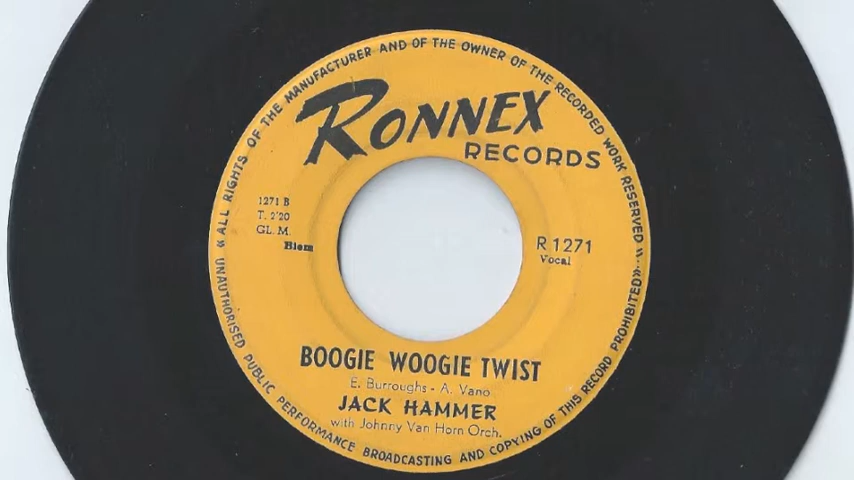 «ALL RIGHTS OF THE MANUFACTURER AND OF THE OWNER OF THE RECORDED WORK RESERVED "...
RONNEX
RECORDS
1271 B
T. 2'20
GL. M.
Biem
R 1271
Vocal
BOOGIE WOOGIE TWIST
E. Burroughs - A. Vano
JACK HAMMER
with Johnny Van Horn Orch.
UNAUTHORISED PUBLIC PERFORMANCE BROADCASTING AND COPYING OF THIS RECORD PROHIBITED»